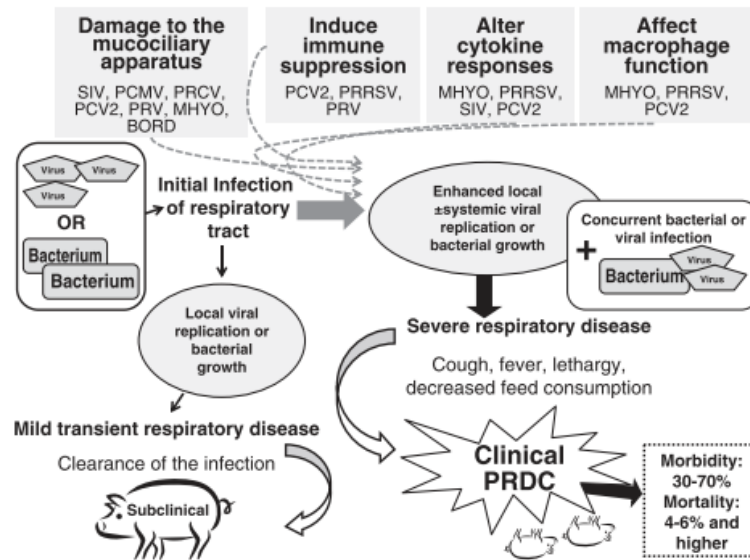 Damage to the
mucociliary
apparatus
SIV, PCMV, PRCV,
PCV2, PRV, MHYO,
BORD
Induce
immune
suppression
PCV2, PRRSV,
PRV
Alter
cytokine
responses
MHYO, PRRSV,
SIV, PCV2
Affect
macrophage
function
MHYO, PRRSV,
PCV2
Virus
Virus
Virus
OR
Bacterium
Bacterium
Initial Infection
of respiratory
tract
Enhanced local
±systemic viral
replication or
bacterial growth
Concurrent bacterial or
viral infection
+
Bacterium
Virus
Virus
Local viral
replication or
bacterial
growth
Severe respiratory disease
Cough, fever, lethargy,
decreased feed consumption
Mild transient respiratory disease
Clearance of the infection
Subclinical
Clinical
PRDC
Morbidity:
30-70%
Mortality:
4-6% and
higher